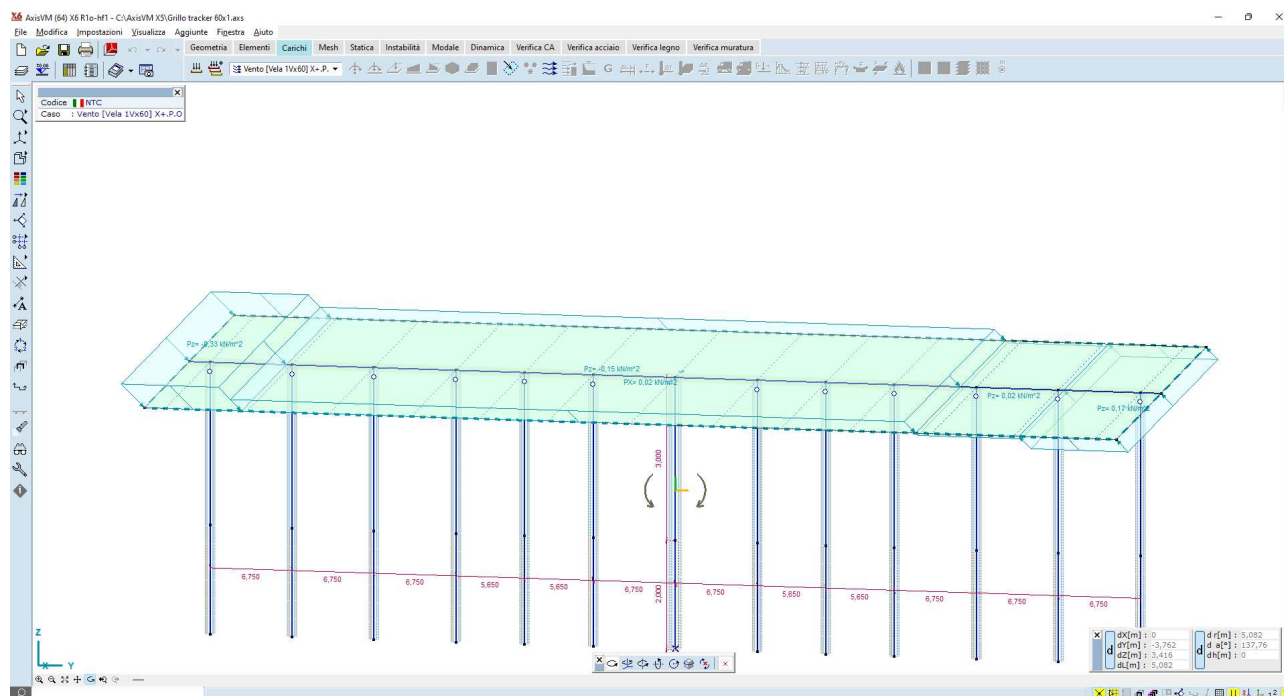 AxisVM (64) X6 R1o-hf1 - C:\AxisVM X5\Grillo tracker 60x1.axs
File Modifica Impostazioni Visualizza Aggiunte Finestra Aiuto
Geometria Elementi Carichi Mesh Statica Instabilità Modale Dinamica Verifica CA Verifica acciaio Verifica legno Verifica muratura
Vento [Vela 1Vx60] X+.P.
Codice NTC
Caso : Vento [Vela 1Vx60] X+.P.O
Pz= -0,33 kN/m^2
Pz= -0,15 kN/m^2
PX= 0,02 kN/m^2
Pz= 0,02 kN/m^2
Pz= 0,17 kN/m^2
3,000
2,000
6,750 6,750 6,750 5,650 5,650 6,750 6,750 5,650 5,650 6,750 6,750 6,750
Z
X Y
dX[m] : 0
dY[m] : -3,762
dZ[m] : 3,416
dL[m] : 5,082
d
d r[m] : 5,082
d a[°] : 137,76
dh[m] : 0
d